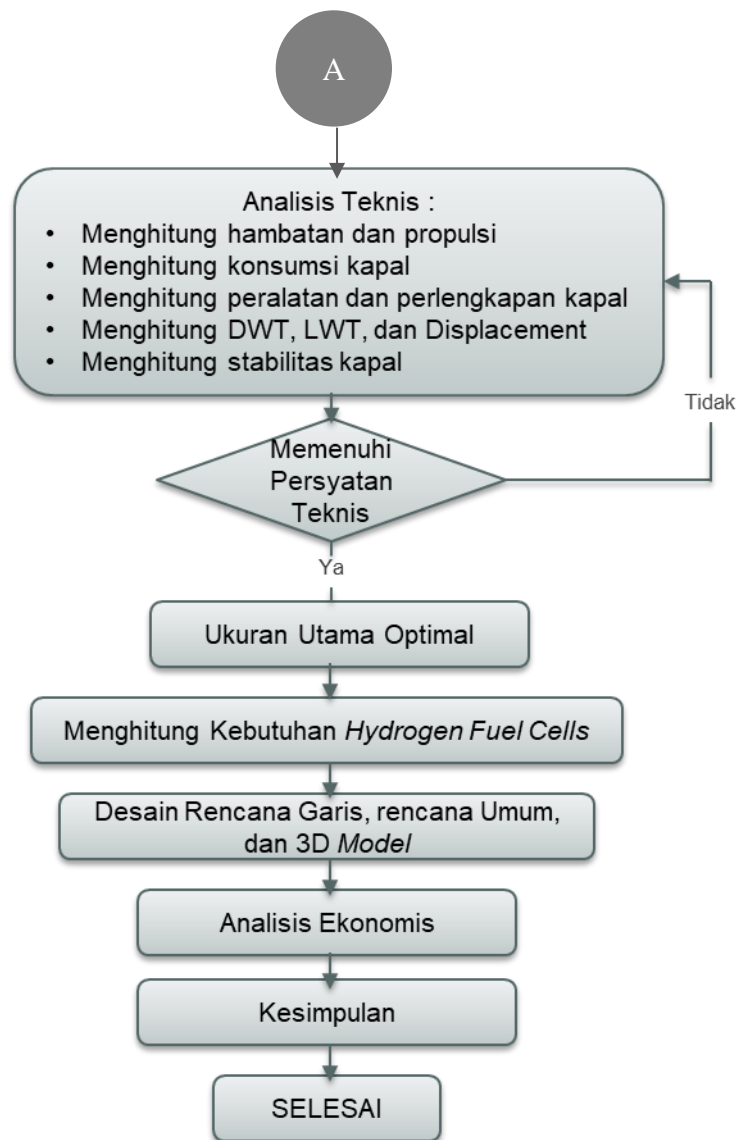 A
Analisis Teknis :
• Menghitung hambatan dan propulsi
• Menghitung konsumsi kapal
• Menghitung peralatan dan perlengkapan kapal
• Menghitung DWT, LWT, dan Displacement
• Menghitung stabilitas kapal
Tidak
Memenuhi
Persyatan
Teknis
Ya
Ukuran Utama Optimal
Menghitung Kebutuhan Hydrogen Fuel Cells
Desain Rencana Garis, rencana Umum,
dan 3D Model
Analisis Ekonomis
Kesimpulan
SELESAI